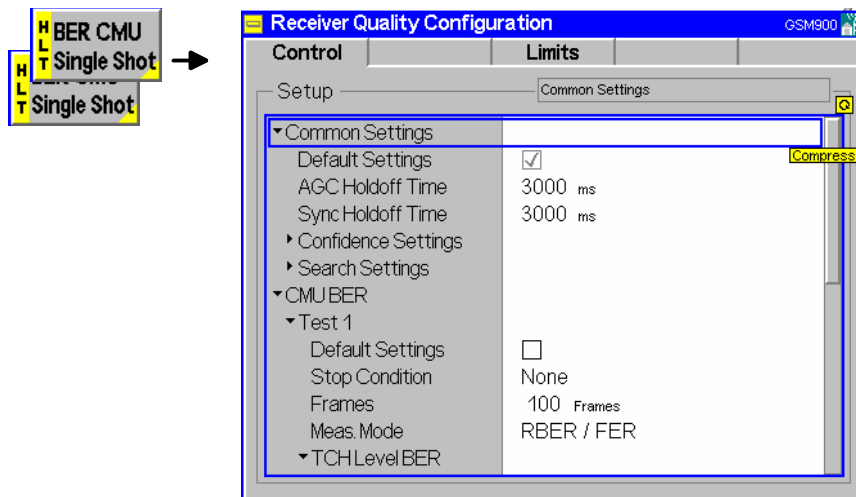 HLT BER CMU
Single Shot
HLT
Single Shot
Receiver Quality Configuration GSM900
Control Limits
Setup Common Settings
Common Settings
Compress
Default Settings
AGC Holdoff Time 3000 ms
Sync Holdoff Time 3000 ms
Confidence Settings
Search Settings
CMU BER
Test 1
Default Settings
Stop Condition None
Frames 100 Frames
Meas. Mode RBER / FER
TCH Level BER